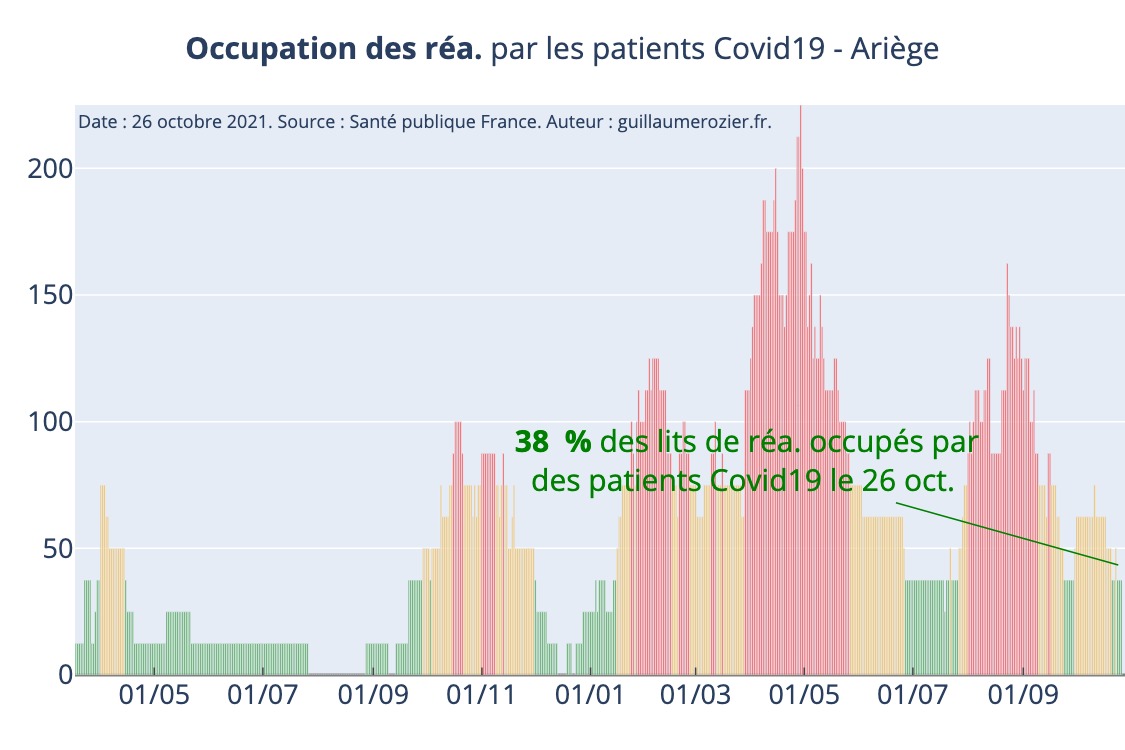 Occupation des réa. par les patients Covid19 - Ariège
Date : 26 octobre 2021. Source : Santé publique France. Auteur : guillaumerozier.fr.
200
150
100
50
0
38 % des lits de réa. occupés par
des patients Covid19 le 26 oct.
01/05 01/07 01/09 01/11 01/01 01/03 01/05 01/07 01/09